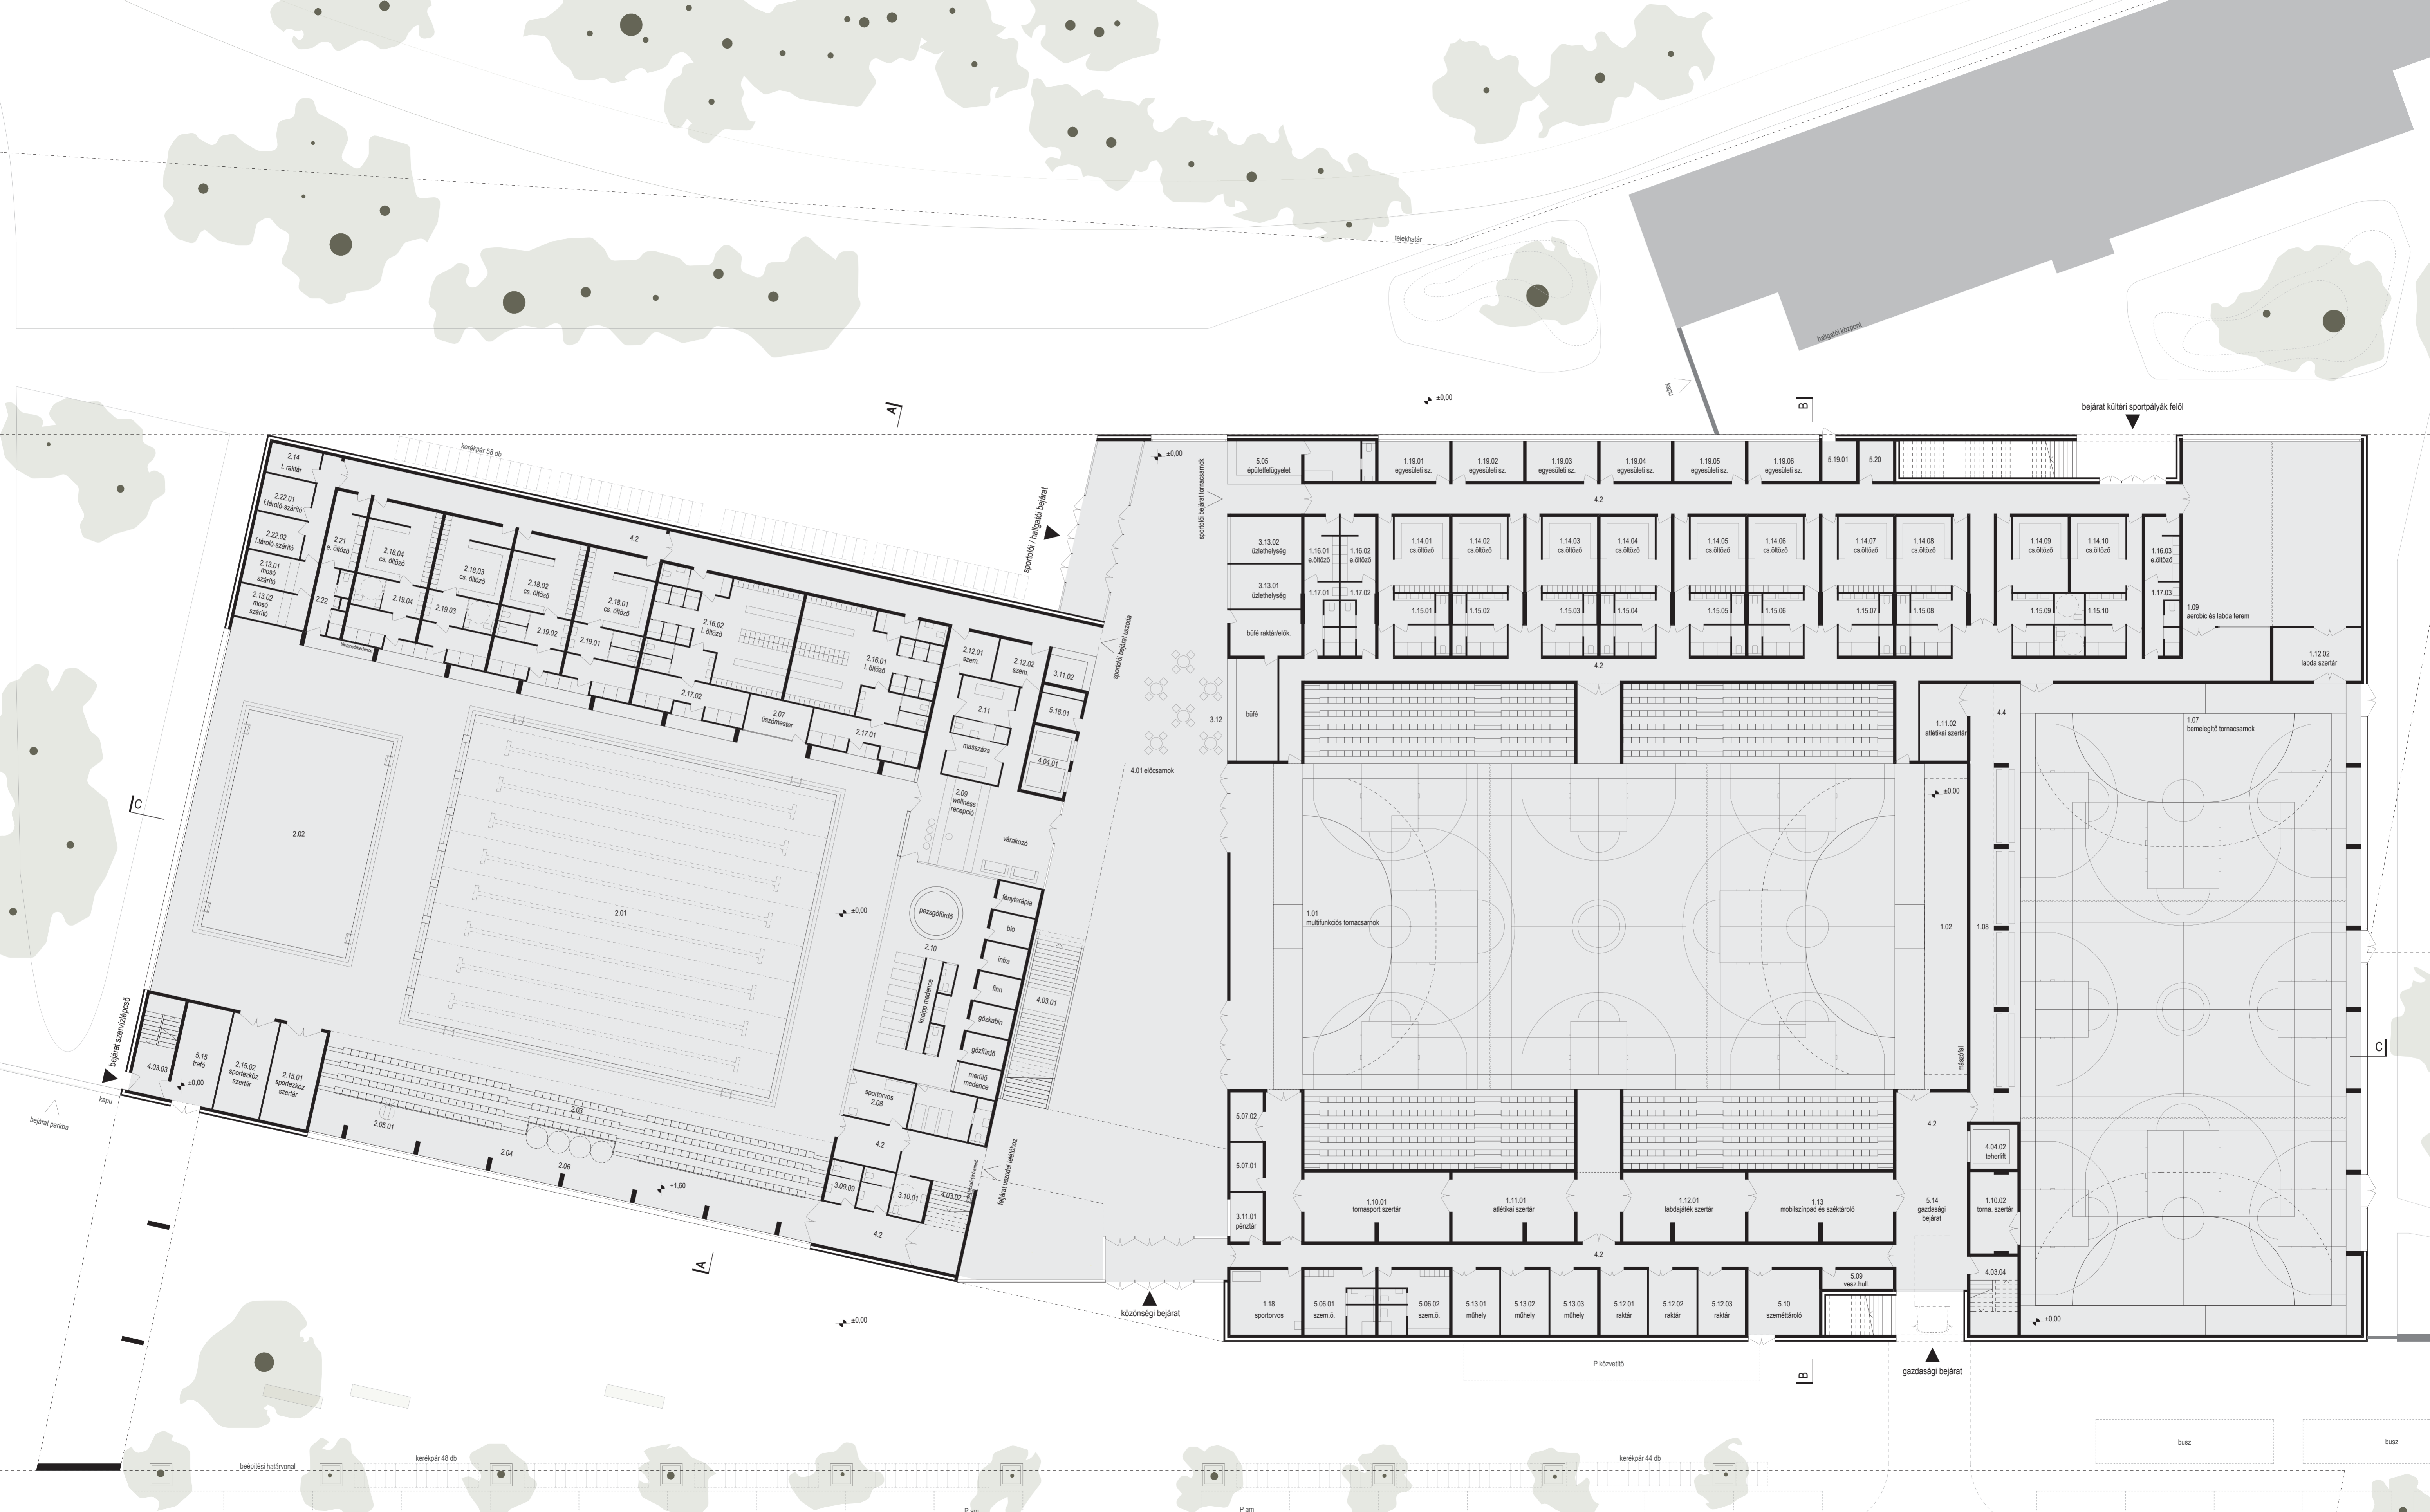 telekhatár
hallgatói központ
kapu
±0,00
A
B
bejárat kültéri sportpályák felől
kerékpár 58 db
2.14
t. raktár
2.22.01
f.tároló-szárító
2.22.02
f.tároló-szárító
2.13.01
mosó
szárító
2.13.02
mosó
szárító
2.21
e. öltöző
2.22
2.18.04
cs. öltöző
2.18.03
cs. öltöző
2.18.02
cs. öltöző
2.18.01
cs. öltöző
4.2
2.19.04
2.19.03
2.19.02
2.19.01
2.16.02
l. öltöző
2.16.01
l. öltöző
2.17.02
2.07
úszómester
2.17.01
2.12.01
szem.
2.12.02
szem.
3.11.02
5.18.01
2.11
masszázs
4.04.01
2.09
wellness
recepció
várakozó
sportolói / hallgatói bejárat
sportolói bejárat uszoda
sportolói bejárat tornacsarnok
±0,00
5.05
épületfelügyelet
1.19.01
egyesületi sz.
1.19.02
egyesületi sz.
1.19.03
egyesületi sz.
1.19.04
egyesületi sz.
1.19.05
egyesületi sz.
1.19.06
egyesületi sz.
5.19.01
5.20
4.2
3.13.02
üzlethelység
3.13.01
üzlethelység
büfé raktár/elők.
büfé
3.12
1.16.01
e.öltöző
1.16.02
e.öltöző
1.17.01
1.17.02
1.14.01
cs.öltöző
1.14.02
cs.öltöző
1.14.03
cs.öltöző
1.14.04
cs.öltöző
1.14.05
cs.öltöző
1.14.06
cs.öltöző
1.14.07
cs.öltöző
1.14.08
cs.öltöző
1.14.09
cs.öltöző
1.14.10
cs.öltöző
1.16.03
e.öltöző
1.17.03
1.15.01
1.15.02
1.15.03
1.15.04
1.15.05
1.15.06
1.15.07
1.15.08
1.15.09
1.15.10
1.09
aerobic és labda terem
1.12.02
labda szertár
4.2
1.11.02
atlétikai szertár
4.4
1.07
bemelegítő tornacsarnok
4.01 előcsarnok
±0,00
C
2.02
2.01
±0,00
pezsgőfürdő
2.10
kneipp medence
fényterápia
bio
infra
finn
gőzkabin
gőzfürdő
merülő
medence
4.03.01
1.01
multifunkciós tornacsarnok
1.02
1.08
mászófal
C
bejárat szervizlépcső
4.03.03
±0,00
5.15
trafó
2.15.02
sportezköz
szertár
2.15.01
sportezköz
szertár
kapu
bejárat parkba
2.03
2.05.01
2.04
2.06
+1,60
sportorvos
2.08
4.2
3.09.09
3.10.01
4.03.02
4.2
feljárat uszodai lelátóhoz
5.07.02
5.07.01
3.11.01
pénztár
1.10.01
tornasport szertár
1.11.01
atlétikai szertár
1.12.01
labdajáték szertár
1.13
mobilszínpad és széktároló
4.2
5.14
gazdasági
bejárat
4.04.02
teherlift
1.10.02
torna. szertár
4.03.04
4.2
1.18
sportorvos
5.06.01
szem.ö.
5.06.02
szem.ö.
5.13.01
műhely
5.13.02
műhely
5.13.03
műhely
5.12.01
raktár
5.12.02
raktár
5.12.03
raktár
5.10
szeméttároló
5.09
vesz.hull.
±0,00
A
közönségi bejárat
±0,00
P közvetítő
B
gazdasági bejárat
beépítési határvonal
kerékpár 48 db
kerékpár 44 db
busz
busz
P am
P am